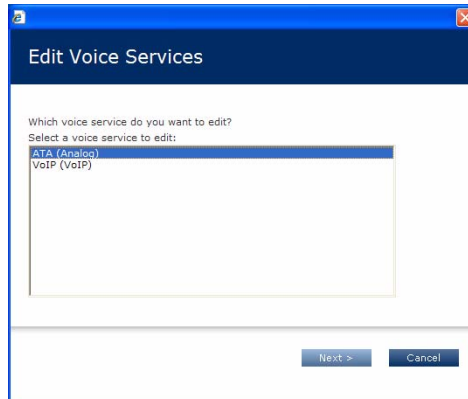 Edit Voice Services
Which voice service do you want to edit?
Select a voice service to edit:
ATA (Analog)
VoIP (VoIP)
Next >
Cancel